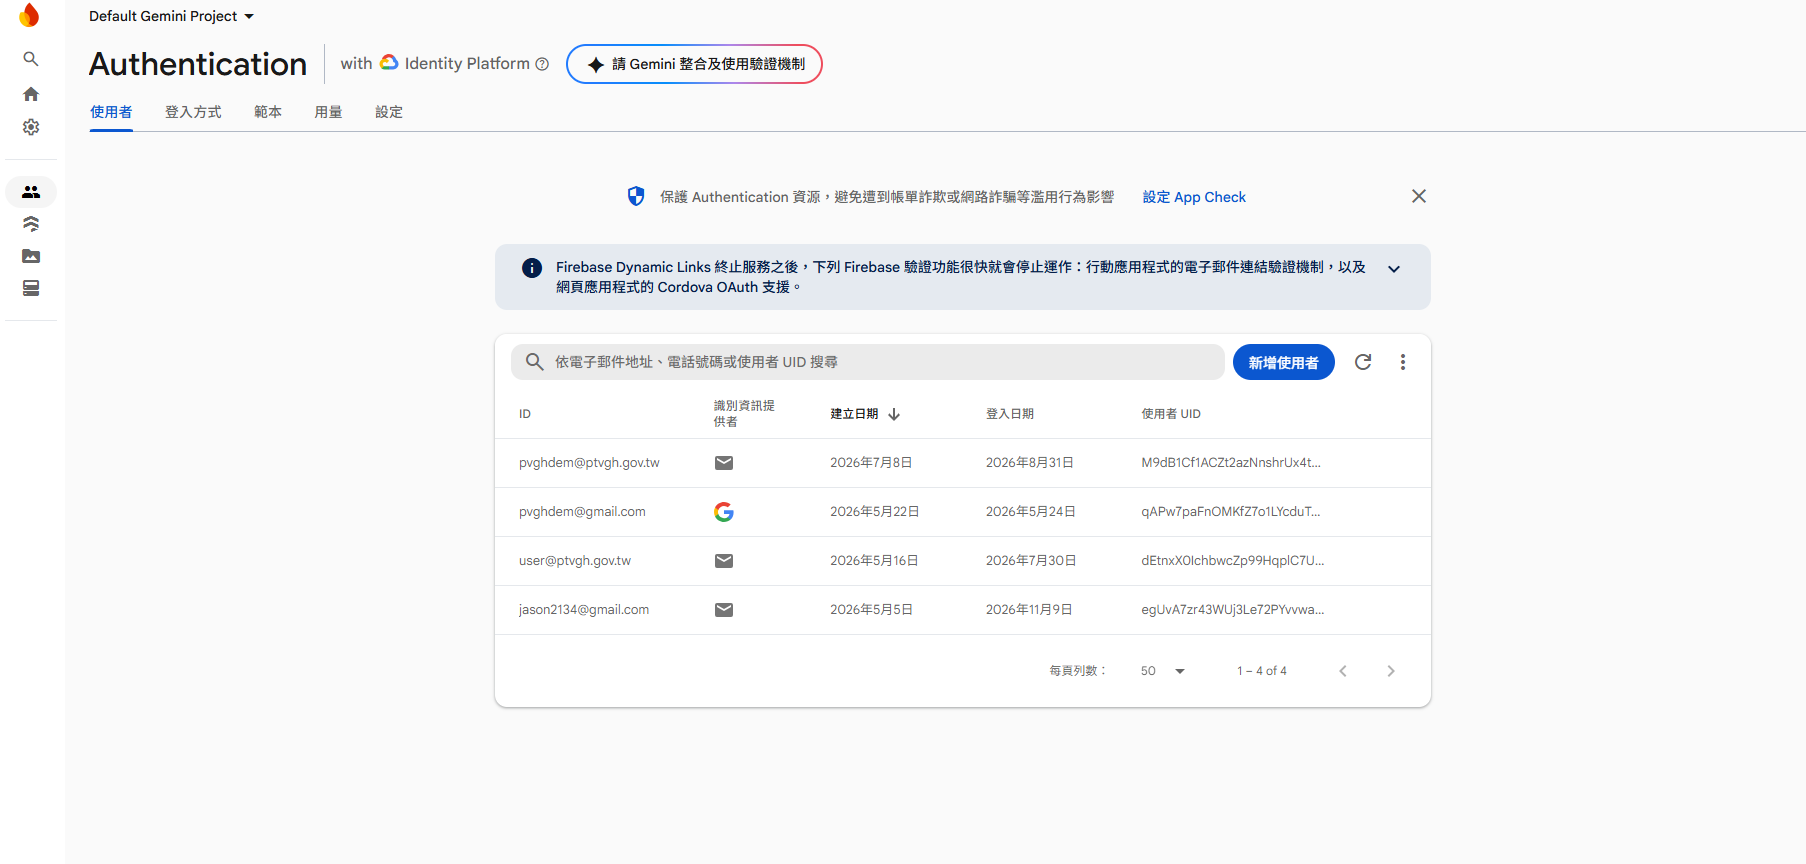 Default Gemini Project
Authentication
with Identity Platform
請 Gemini 整合及使用驗證機制
使用者 登入方式 範本 用量 設定
保護 Authentication 資源，避免遭到帳單詐欺或網路詐騙等濫用行為影響 設定 App Check
Firebase Dynamic Links 終止服務之後，下列 Firebase 驗證功能很快就會停止運作：行動應用程式的電子郵件連結驗證機制，以及
網頁應用程式的 Cordova OAuth 支援。
依電子郵件地址、電話號碼或使用者 UID 搜尋 新增使用者
ID 識別資訊提供者 建立日期 登入日期 使用者 UID
pvghdem@ptvgh.gov.tw 2026年7月8日 2026年8月31日 M9dB1Cf1ACZt2azNnshrUx4t...
pvghdem@gmail.com 2026年5月22日 2026年5月24日 qAPw7paFnOMKfZ7o1LYcduT...
user@ptvgh.gov.tw 2026年5月16日 2026年7月30日 dEtnxX0IchbwcZp99HqplC7U...
jason2134@gmail.com 2026年5月5日 2026年11月9日 egUvA7zr43WUj3Le72PYvvwa...
每頁列數： 50 1 – 4 of 4